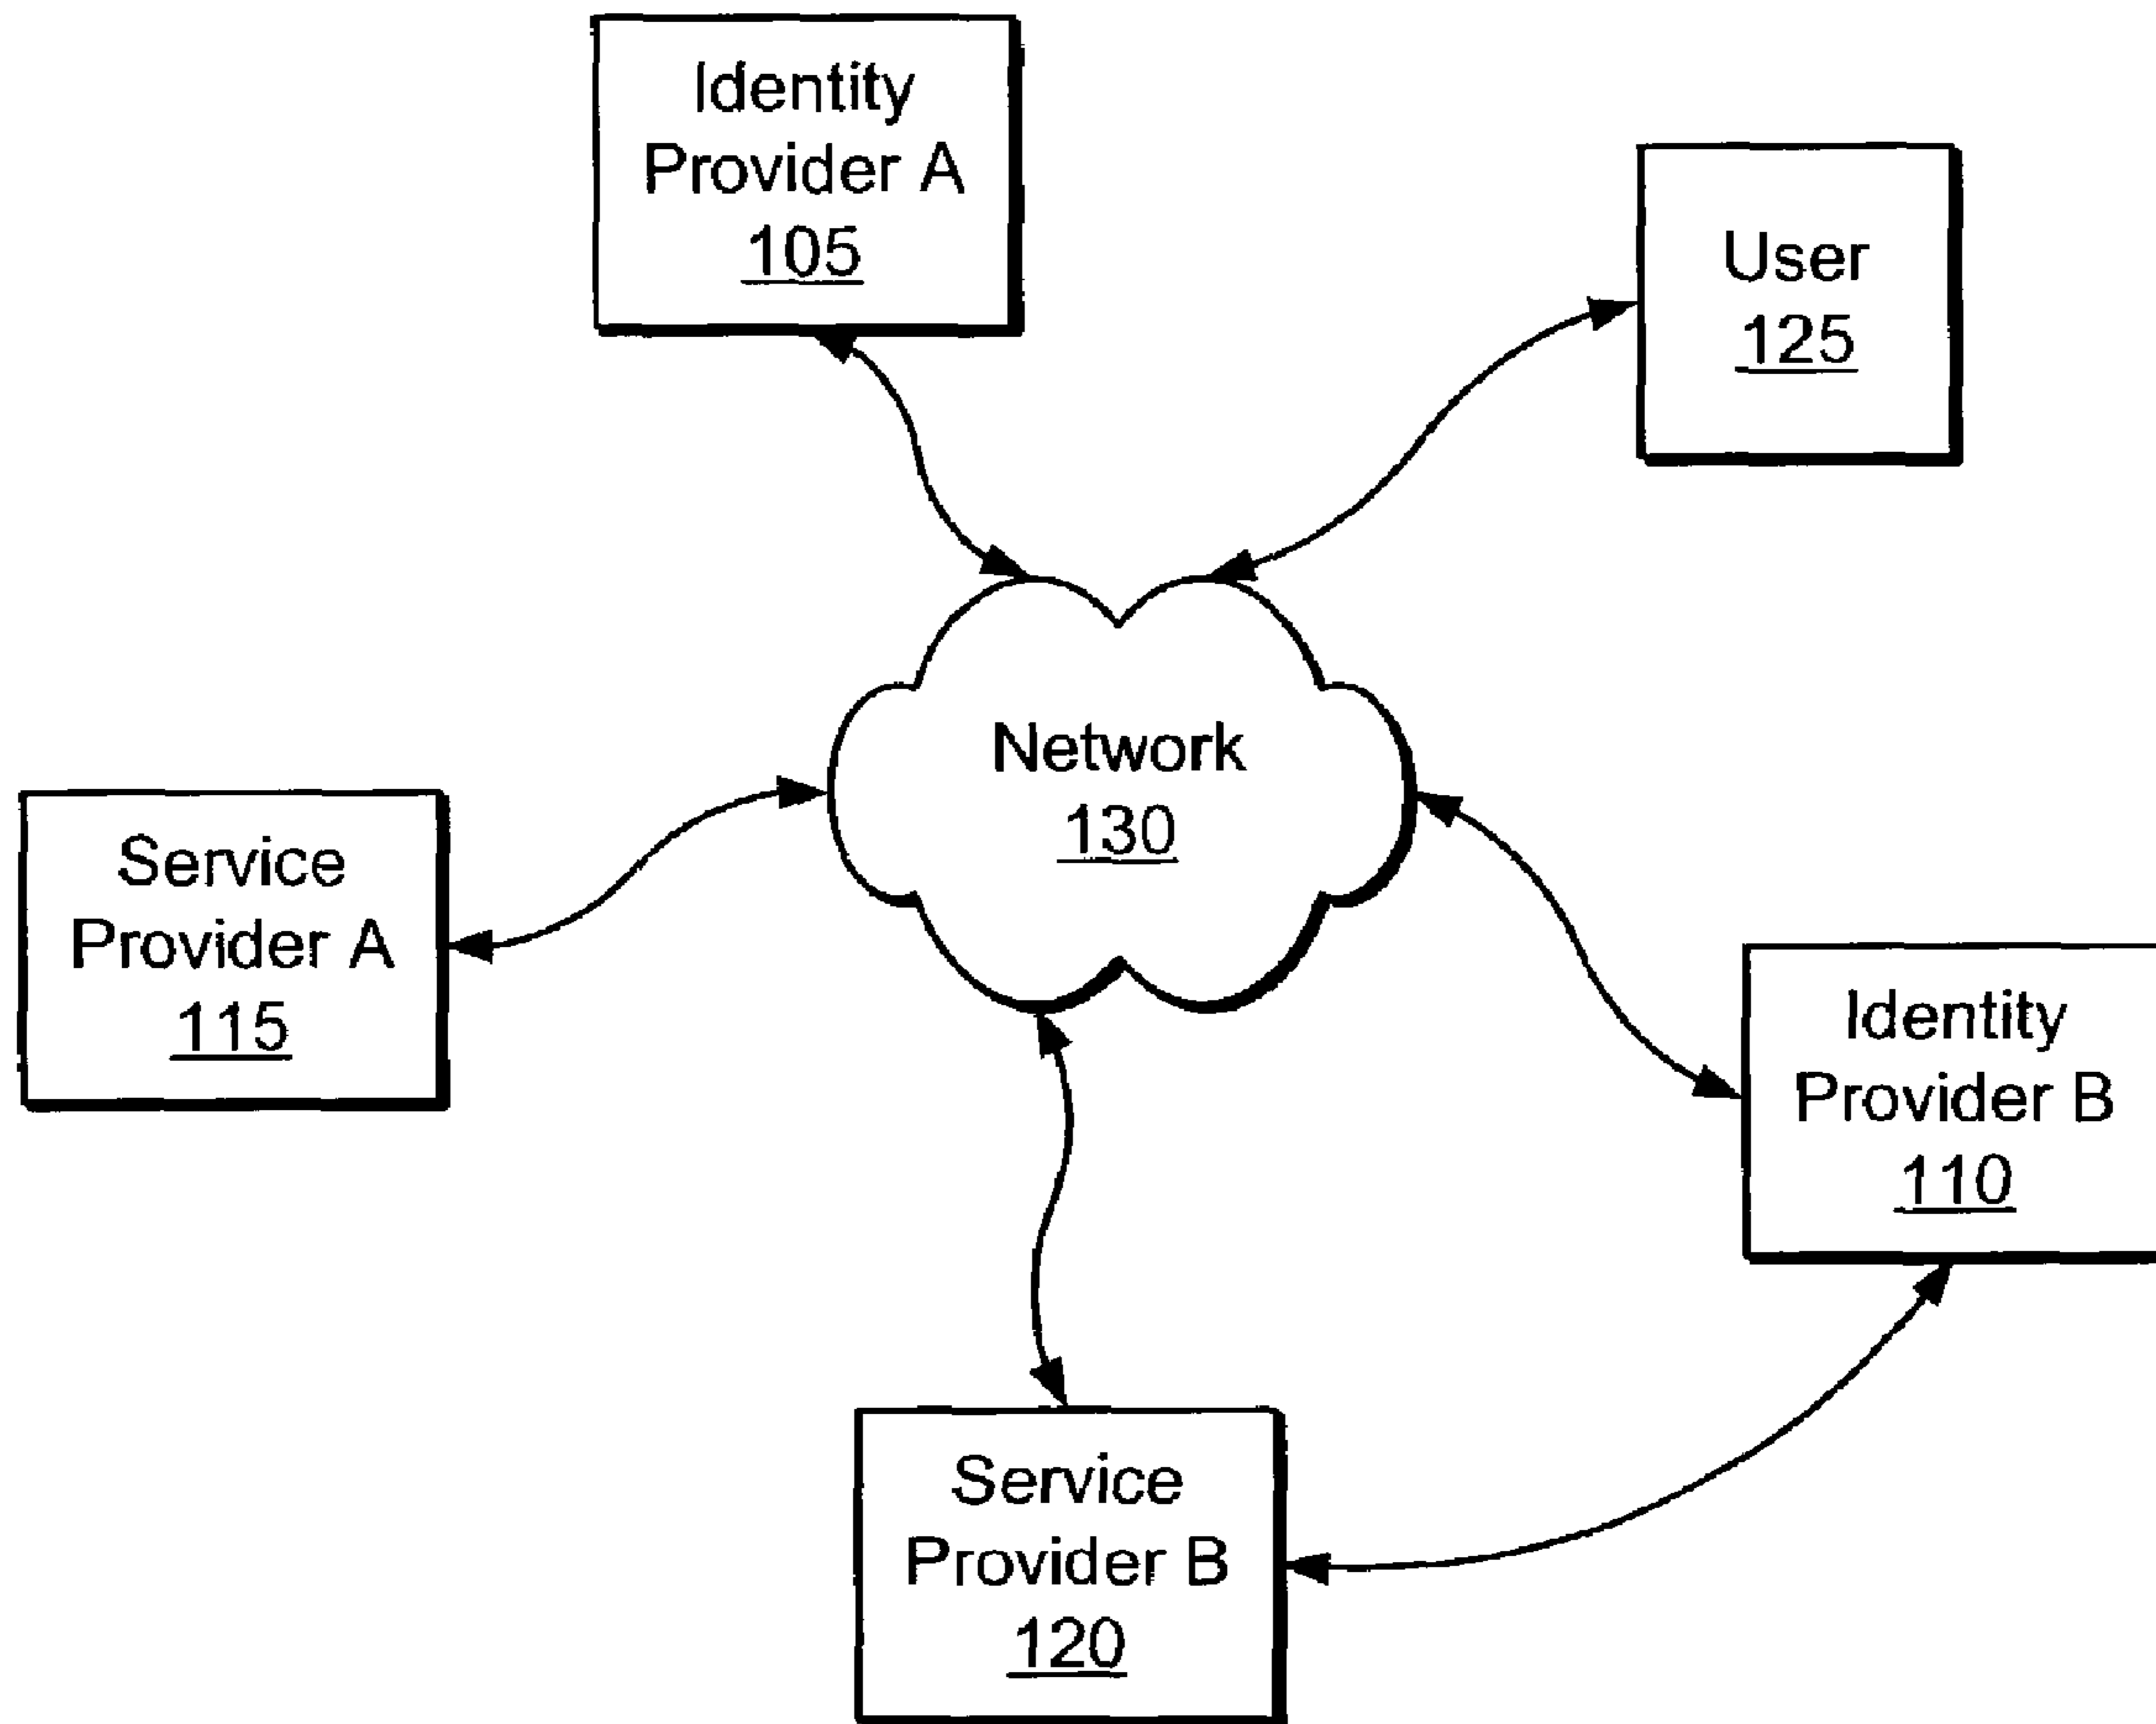 Identity
Provider A
105
User
125
Network
130
Service
Provider A
115
Identity
Provider B
110
Service
Provider B
120